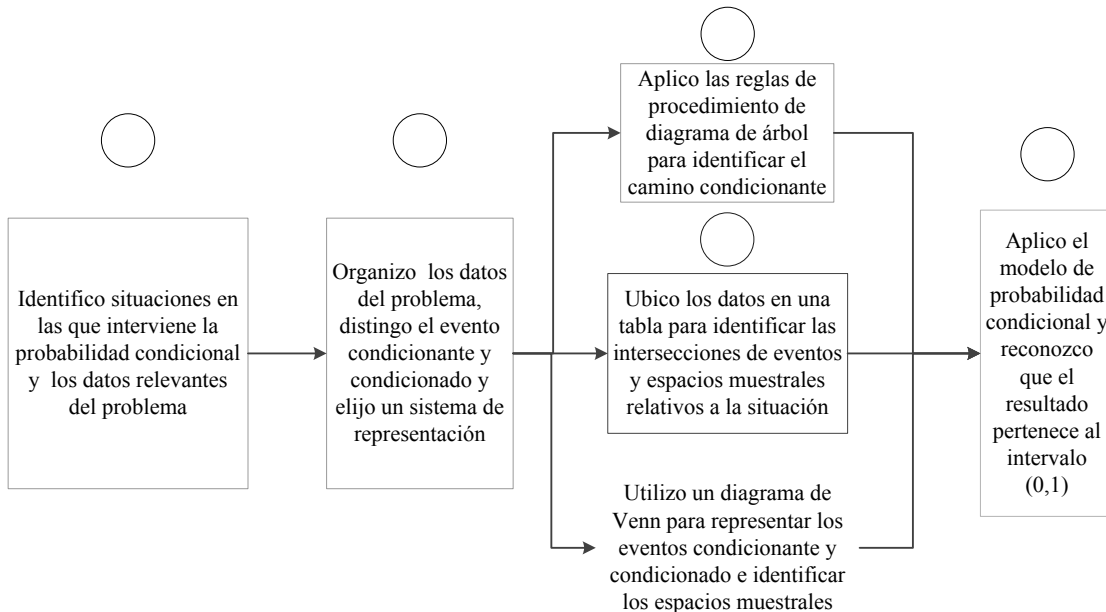 Identifico situaciones en
las que interviene la
probabilidad condicional
y los datos relevantes
del problema
Organizo los datos
del problema,
distingo el evento
condicionante y
condicionado y
elijo un sistema de
representación
Aplico las reglas de
procedimiento de
diagrama de árbol
para identificar el
camino condicionante
Ubico los datos en una
tabla para identificar las
intersecciones de eventos
y espacios muestrales
relativos a la situación
Utilizo un diagrama de
Venn para representar los
eventos condicionante y
condicionado e identificar
los espacios muestrales
Aplico el
modelo de
probabilidad
condicional y
reconozco
que el
resultado
pertenece al
intervalo
(0,1)